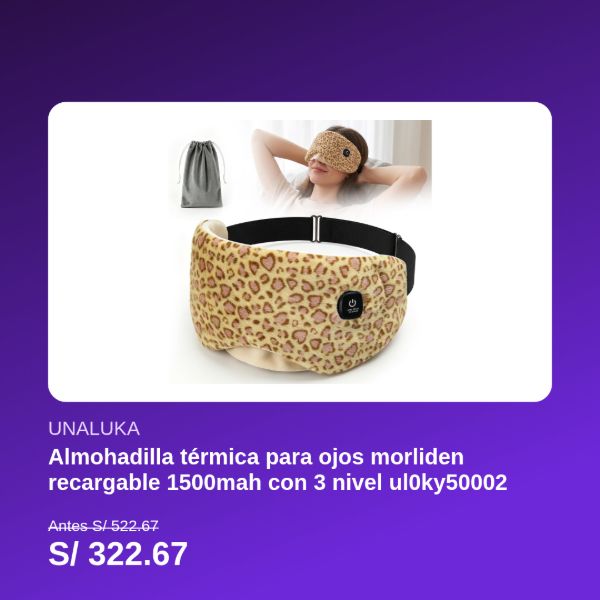 UNALUKA
Almohadilla térmica para ojos morliden
recargable 1500mah con 3 nivel ul0ky50002
Antes S/ 522.67
S/ 322.67